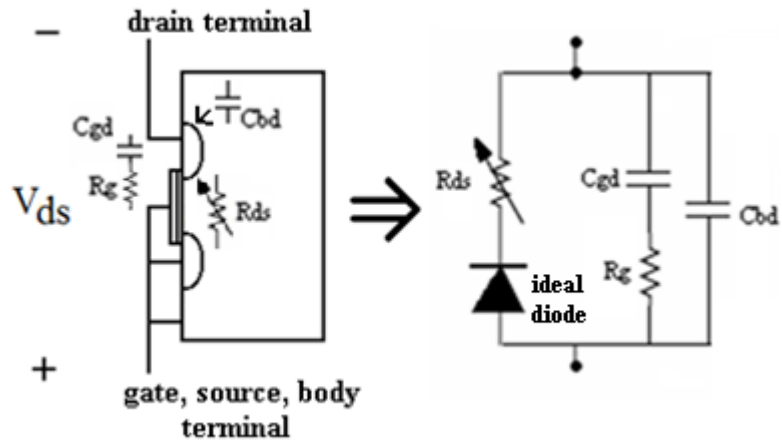 −
drain terminal
Cgd
Cbd
Rg
Rds
Vds
+
gate, source, body
terminal
Rds
Cgd
Cbd
Rg
ideal
diode